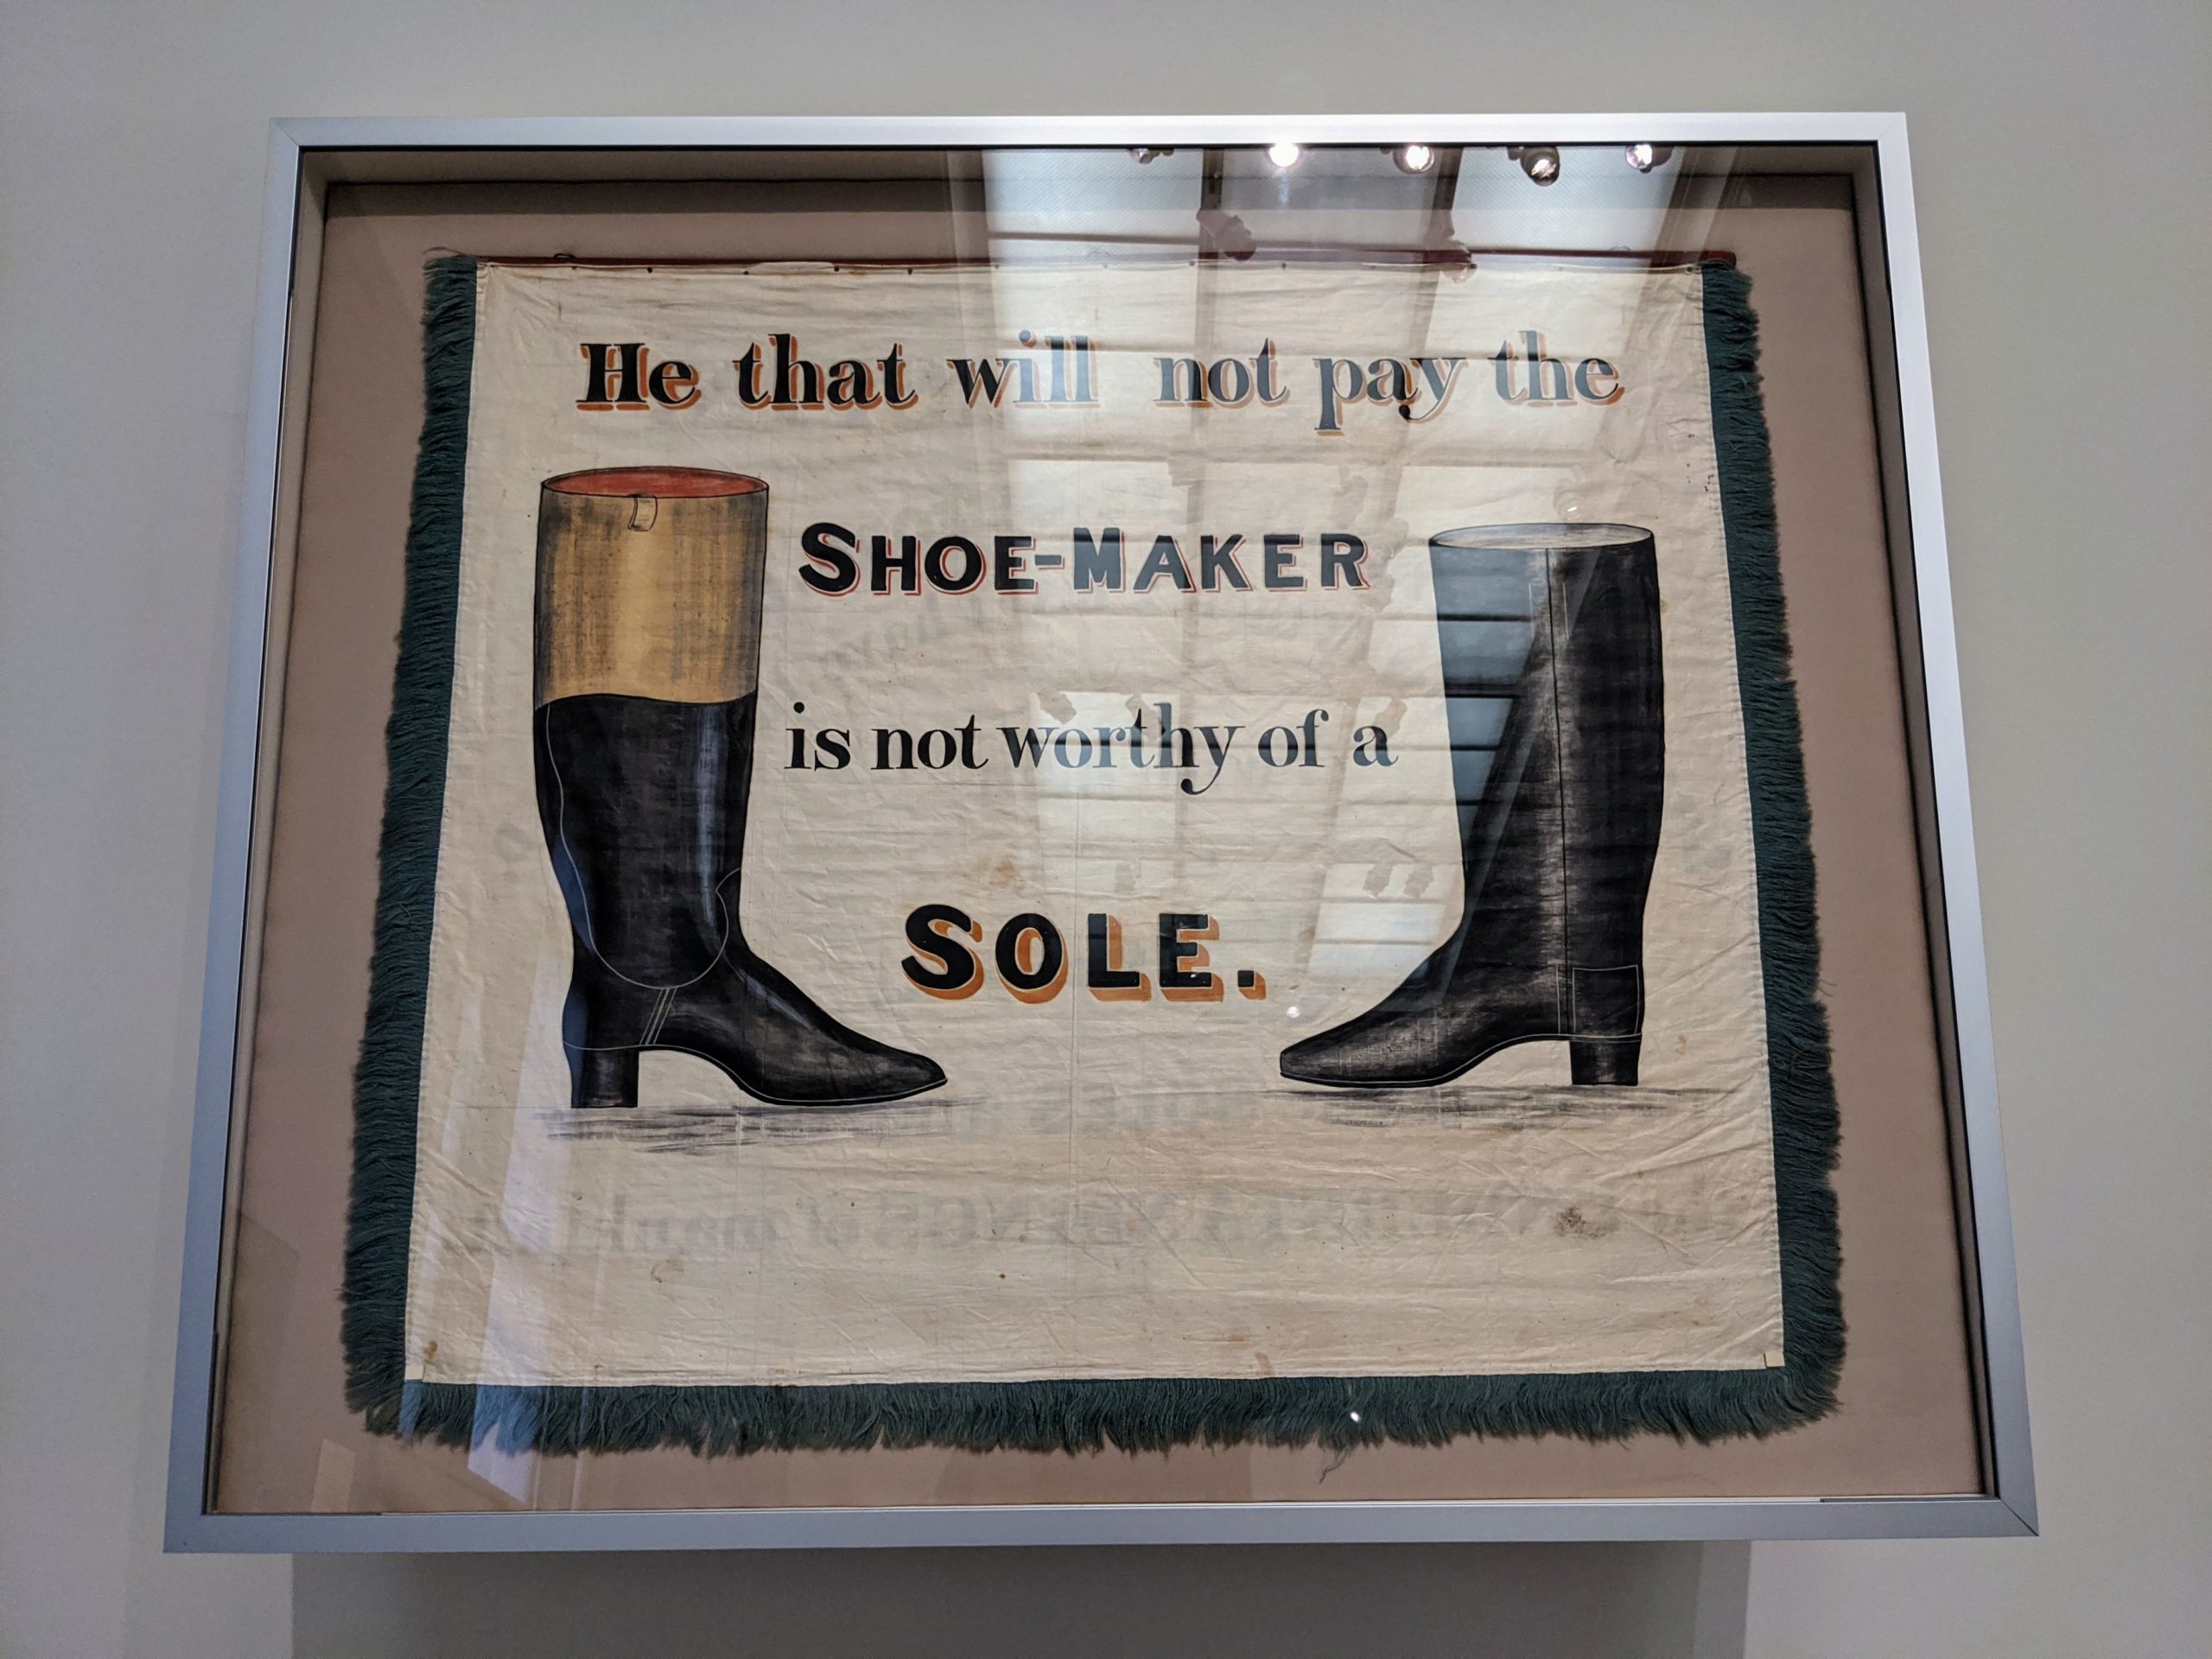 He that will not pay the
SHOE-MAKER
is not worthy of a
SOLE.